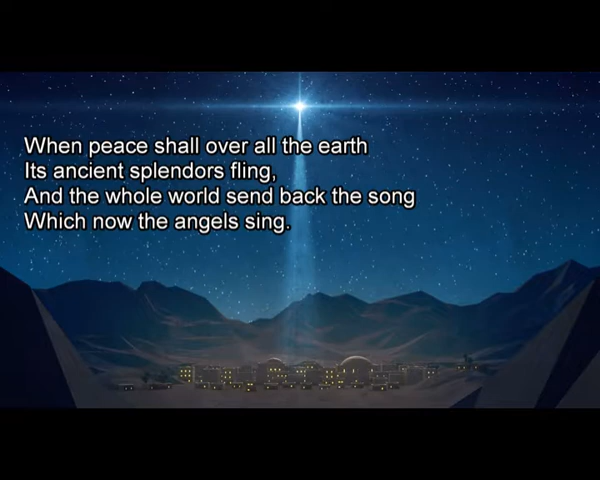 When peace shall over all the earth
Its ancient splendors fling,
And the whole world send back the song
Which now the angels sing.